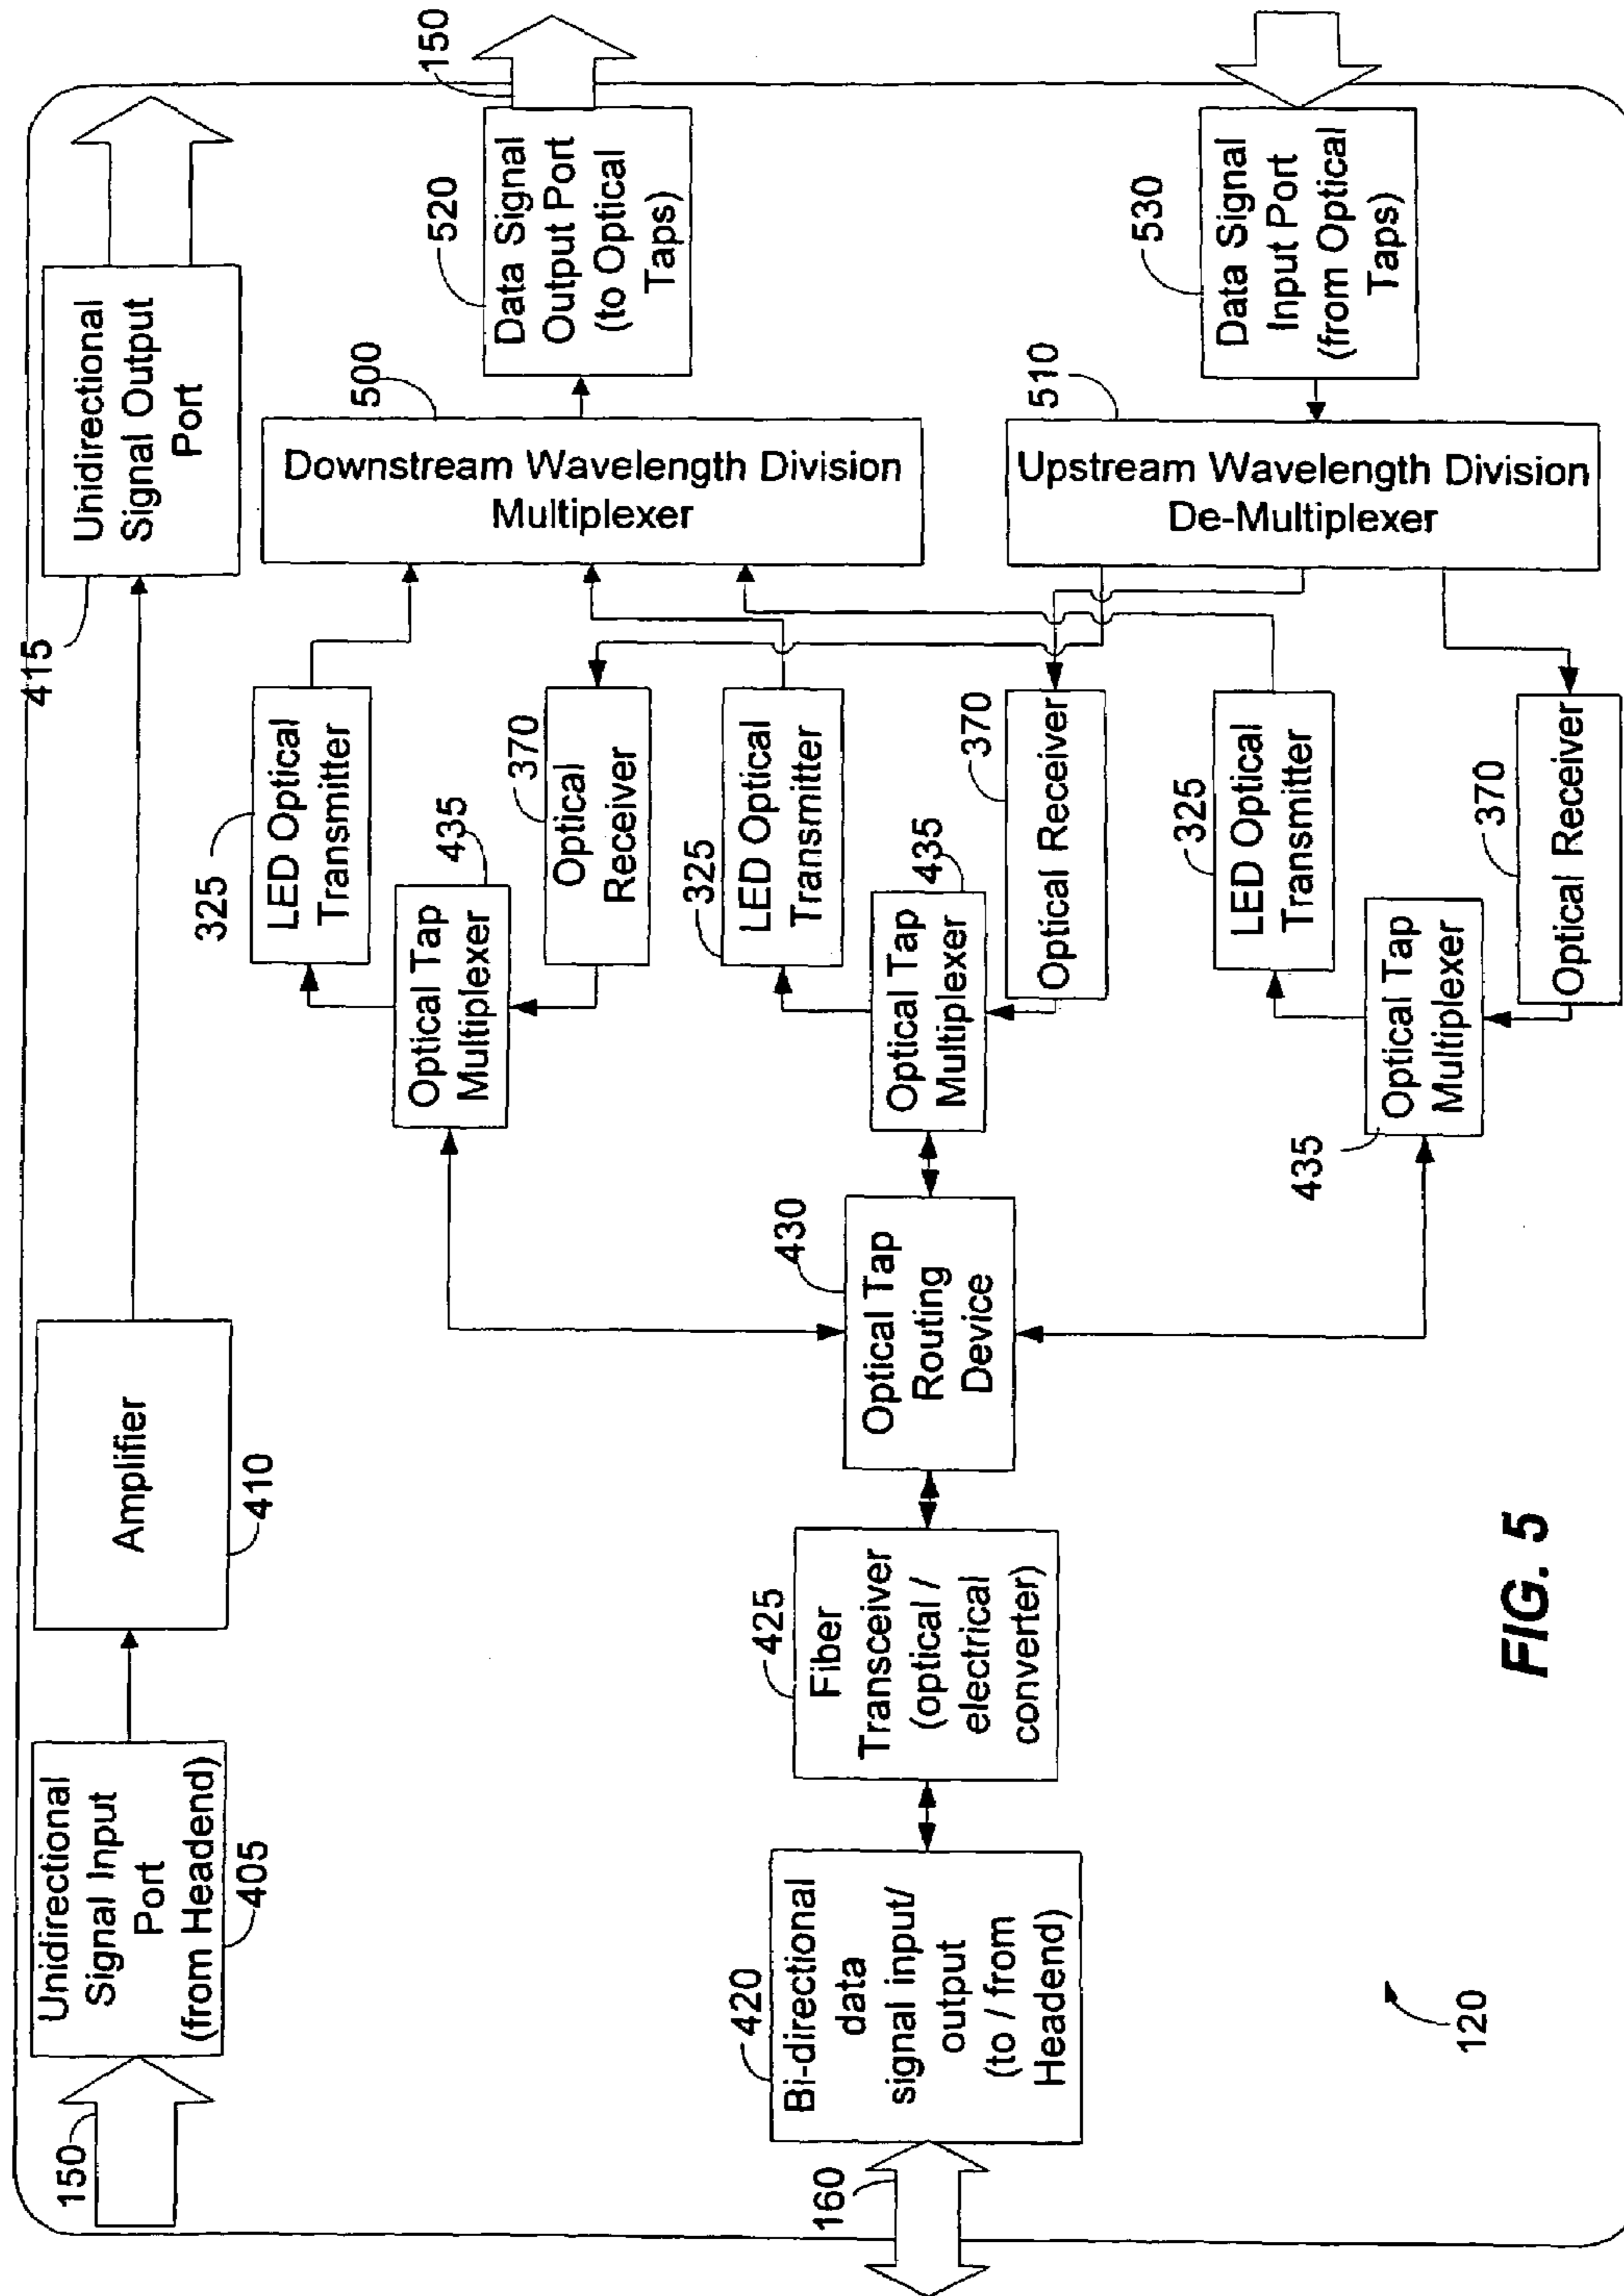 150
Unidirectional
Signal Input
Port
(from Headend)
405
Amplifier
410
415
Unidirectional
Signal Output
Port
160
420
Bi-directional
data
signal input/
output
(to / from
Headend)
425
Fiber
Transceiver
(optical /
electrical
converter)
430
Optical Tap
Routing
Device
435
Optical Tap
Multiplexer
325
LED Optical
Transmitter
370
Optical
Receiver
435
Optical Tap
Multiplexer
325
LED Optical
Transmitter
370
Optical Receiver
435
Optical Tap
Multiplexer
325
LED Optical
Transmitter
370
Optical Receiver
500
Downstream Wavelength Division
Multiplexer
510
Upstream Wavelength Division
De-Multiplexer
520
Data Signal
Output Port
(to Optical
Taps)
150
530
Data Signal
Input Port
(from Optical
Taps)
120
FIG. 5